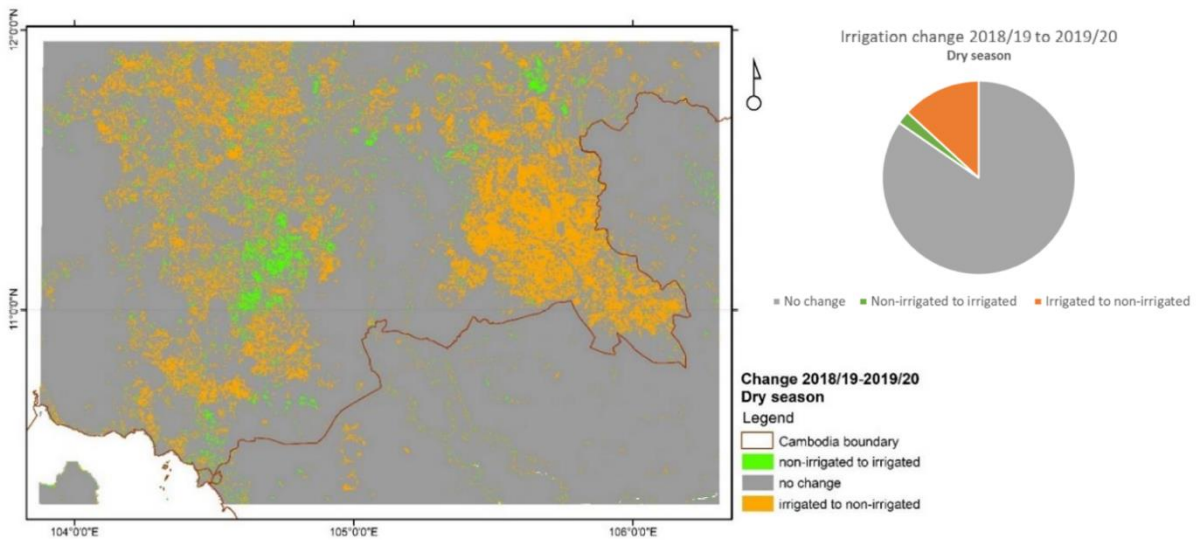 12°0'0"N
11°0'0"N
104°0'0"E
105°0'0"E
106°0'0"E
Irrigation change 2018/19 to 2019/20
Dry season
No change
Non-irrigated to irrigated
Irrigated to non-irrigated
Change 2018/19-2019/20
Dry season
Legend
Cambodia boundary
non-irrigated to irrigated
no change
irrigated to non-irrigated